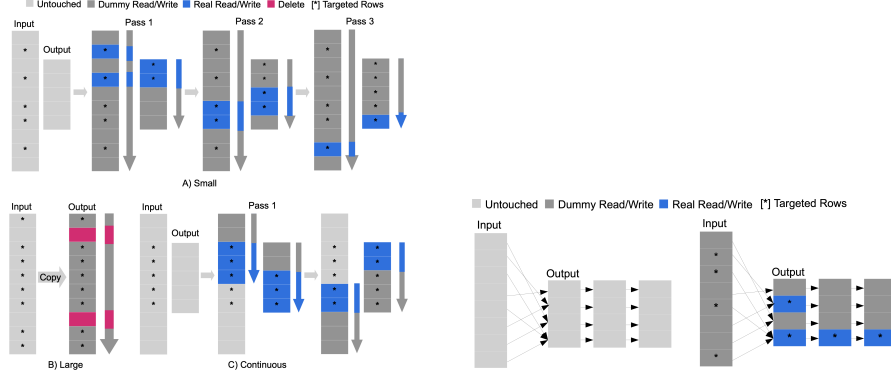 Untouched Dummy Read/Write Real Read/Write Delete [*] Targeted Rows
Input
Output
Pass 1
Pass 2
Pass 3
A) Small
Input
Output
Copy
B) Large
Input
Output
Pass 1
C) Continuous
Untouched Dummy Read/Write Real Read/Write [*] Targeted Rows
Input
Output
Input
Output